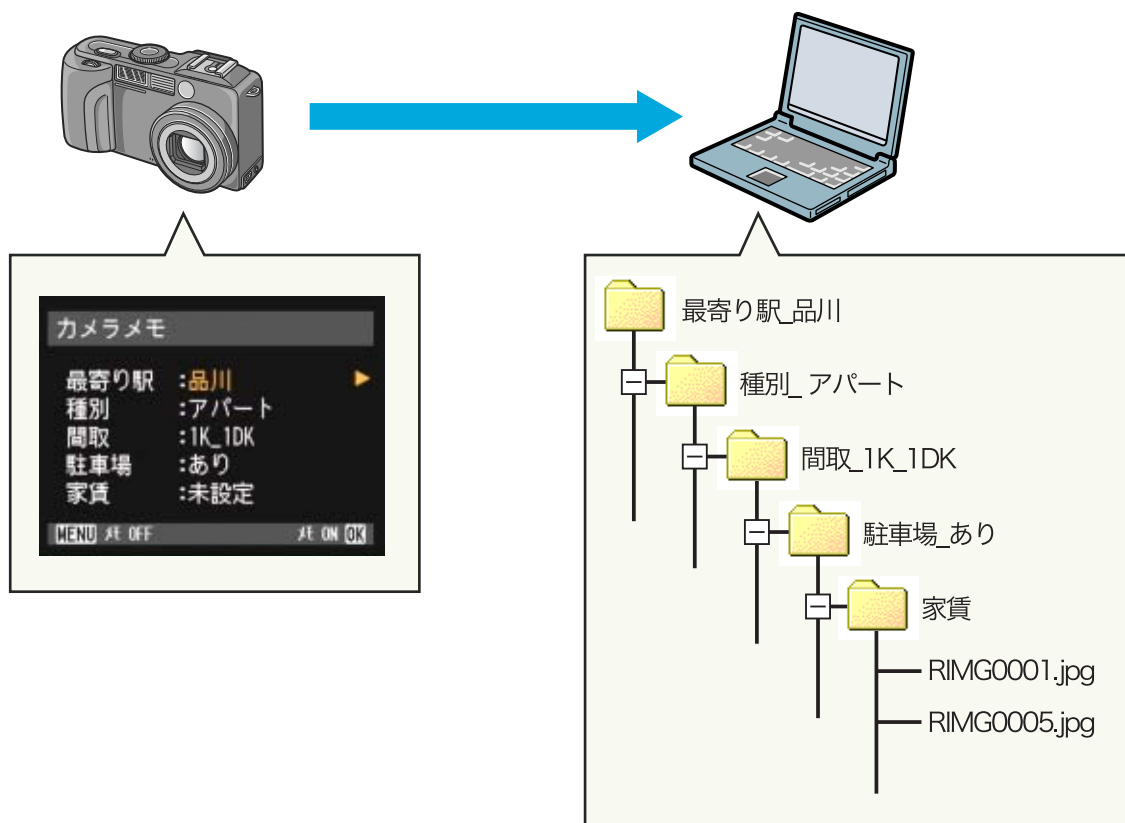 カメラメモ
最寄り駅 :品川
種別 :アパート
間取 :1K_1DK
駐車場 :あり
家賃 :未設定
MENU ﾒﾓ OFF ﾒﾓ ON OK
最寄り駅_品川
種別_アパート
間取_1K_1DK
駐車場_あり
家賃
RIMG0001.jpg
RIMG0005.jpg